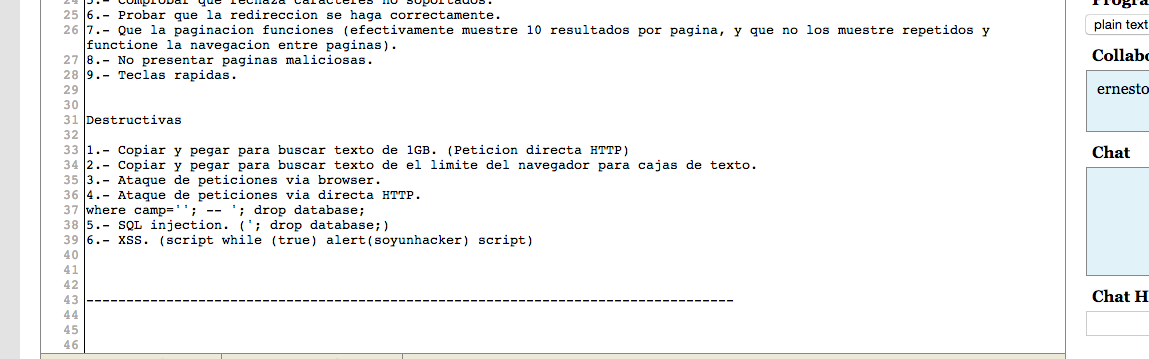 24 5.- Comprobar que rechaza caracteres no soportados.
25 6.- Probar que la redireccion se haga correctamente.
26 7.- Que la paginacion funciones (efectivamente muestre 10 resultados por pagina, y que no los muestre repetidos y
functione la navegacion entre paginas).
27 8.- No presentar paginas maliciosas.
28 9.- Teclas rapidas.
29
30
31 Destructivas
32
33 1.- Copiar y pegar para buscar texto de 1GB. (Peticion directa HTTP)
34 2.- Copiar y pegar para buscar texto de el limite del navegador para cajas de texto.
35 3.- Ataque de peticiones via browser.
36 4.- Ataque de peticiones via directa HTTP.
37 where camp=''; -- '; drop database;
38 5.- SQL injection. ('; drop database;)
39 6.- XSS. (script while (true) alert(soyunhacker) script)
40
41
42
43 --------------------------------------------------------------------------------
44
45
46
plain text
Collabo
ernesto
Chat
Chat H